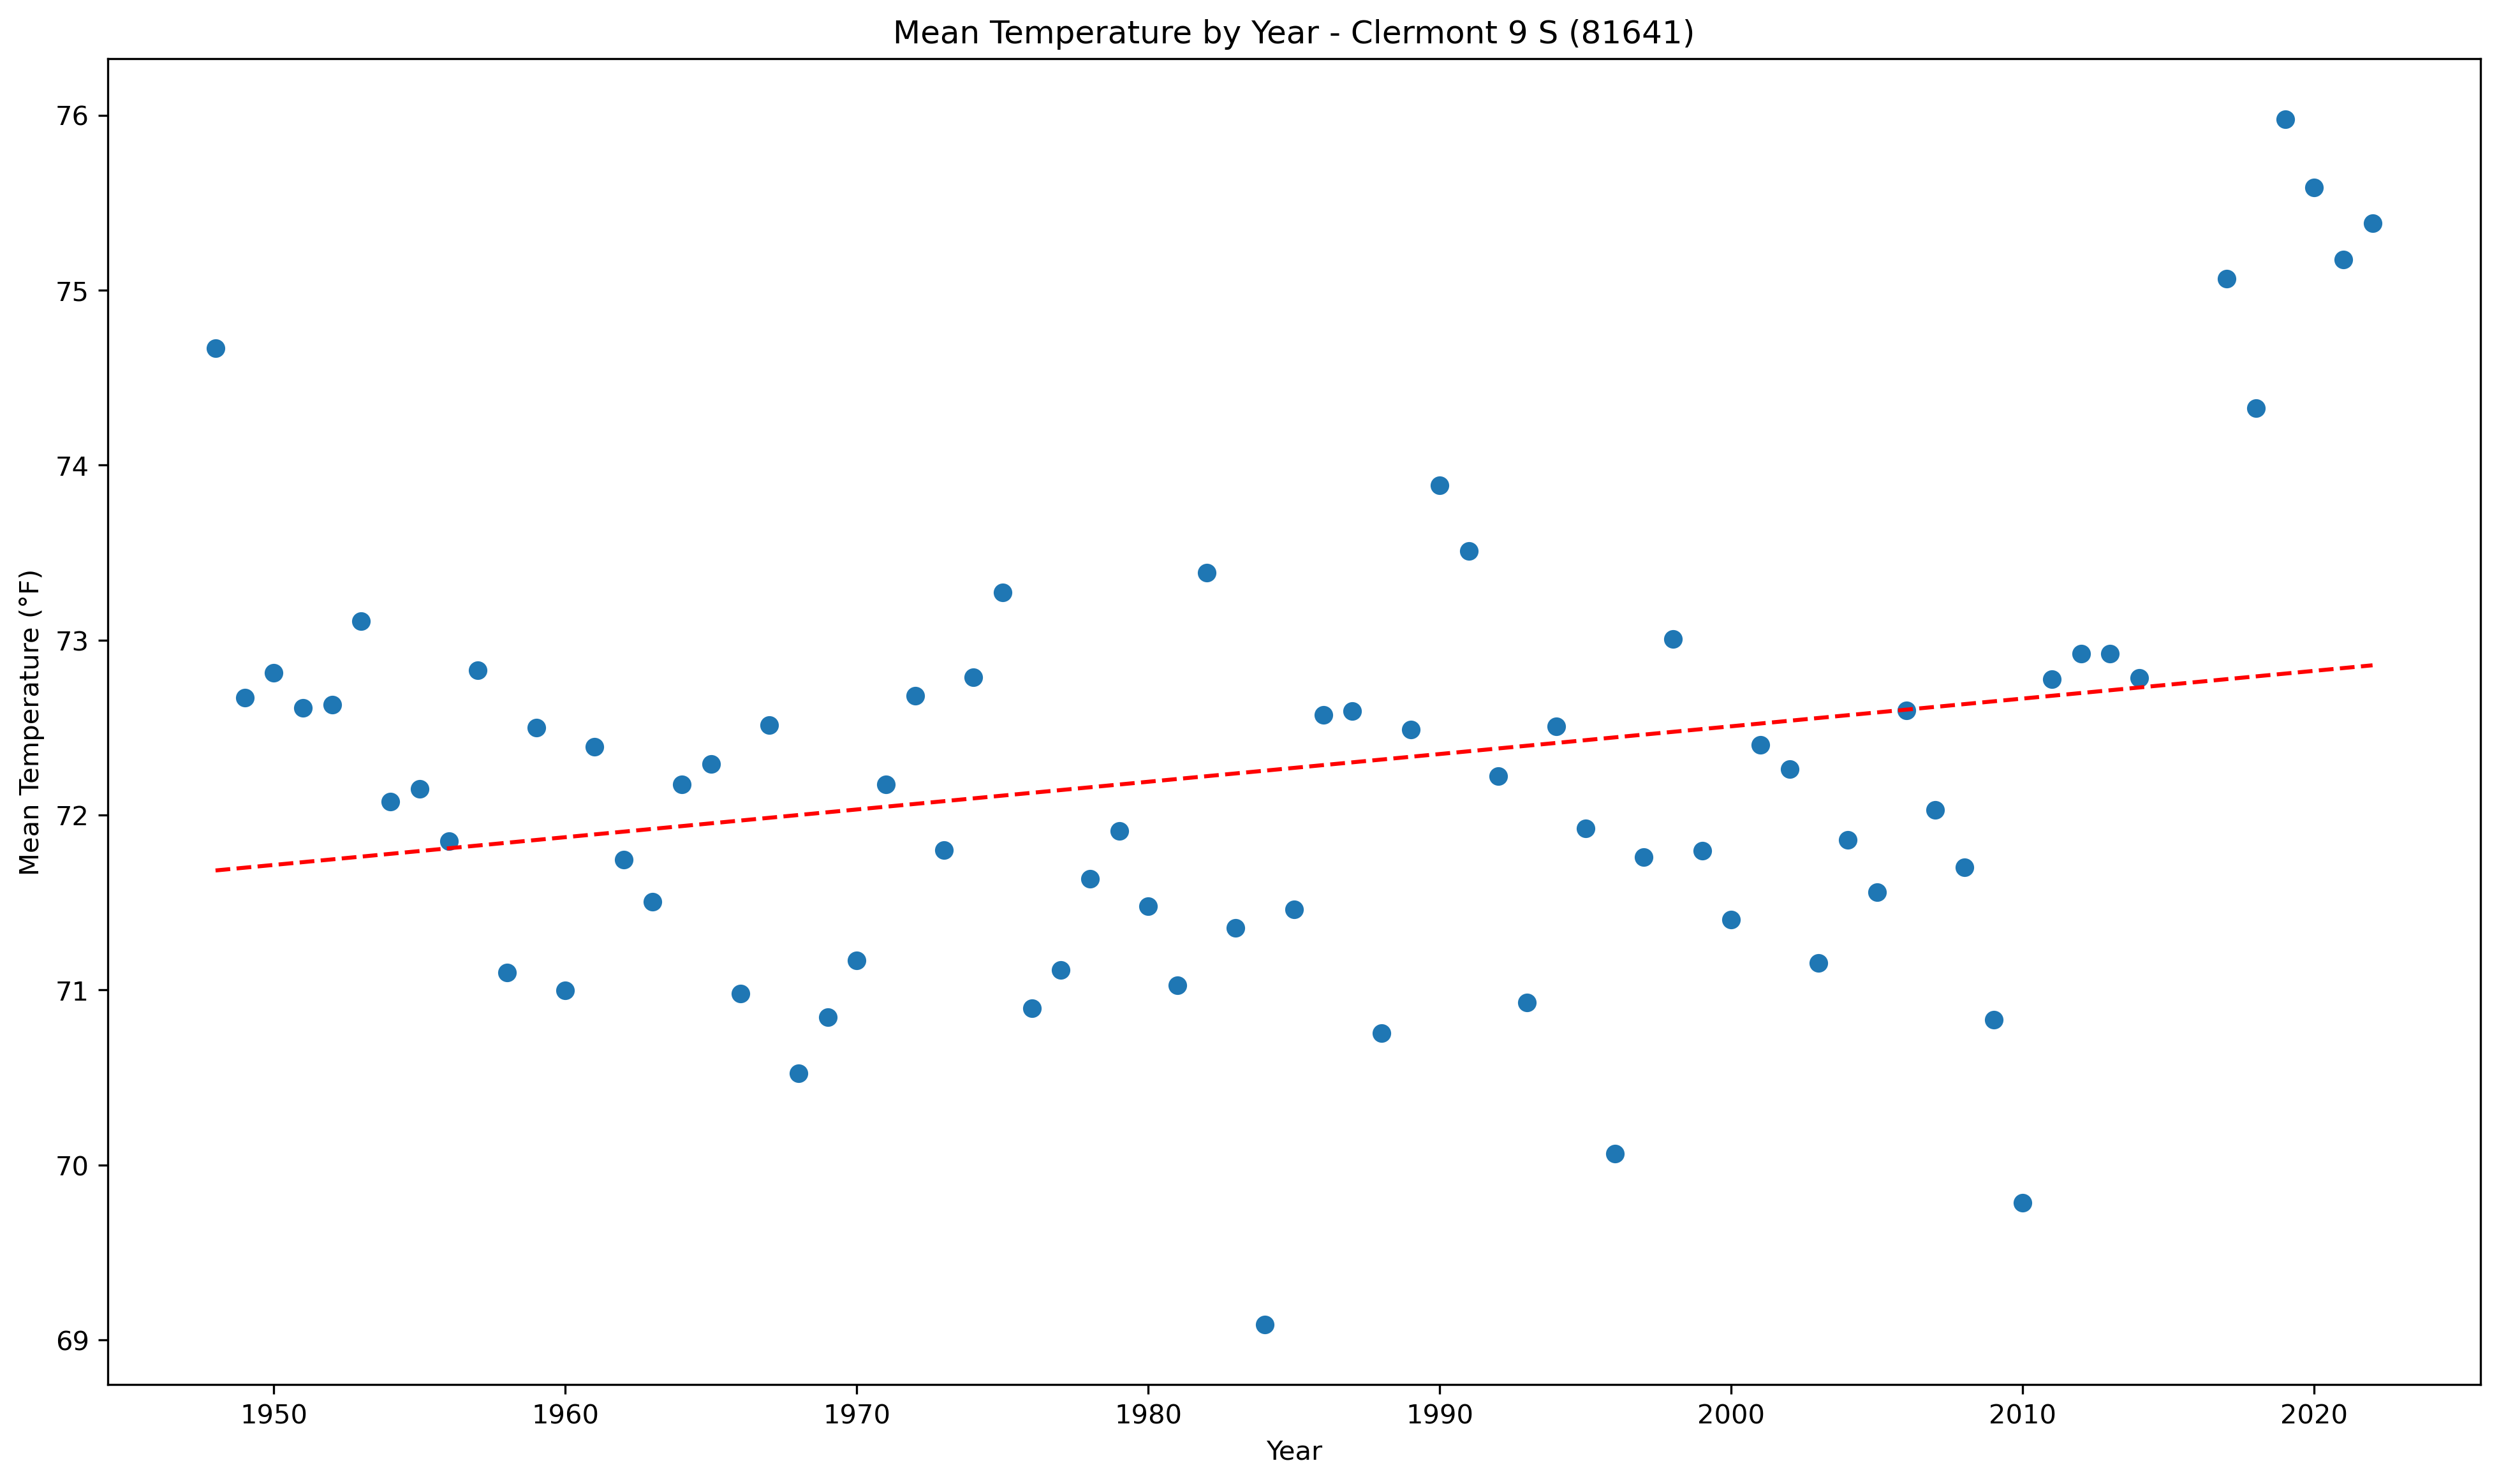 Mean Temperature by Year - Clermont 9 S (81641)
Mean Temperature (°F)
76
75
74
73
72
71
70
69
1950 1960 1970 1980 1990 2000 2010 2020
Year